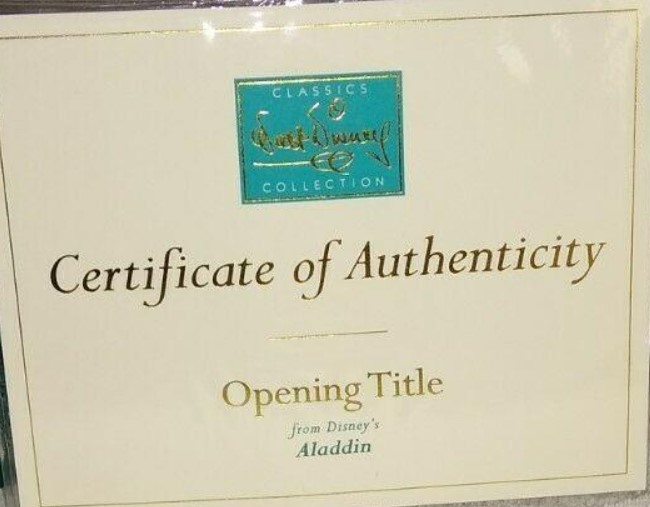 CLASSICS
Walt Disney
COLLECTION
Certificate of Authenticity
Opening Title
from Disney's
Aladdin